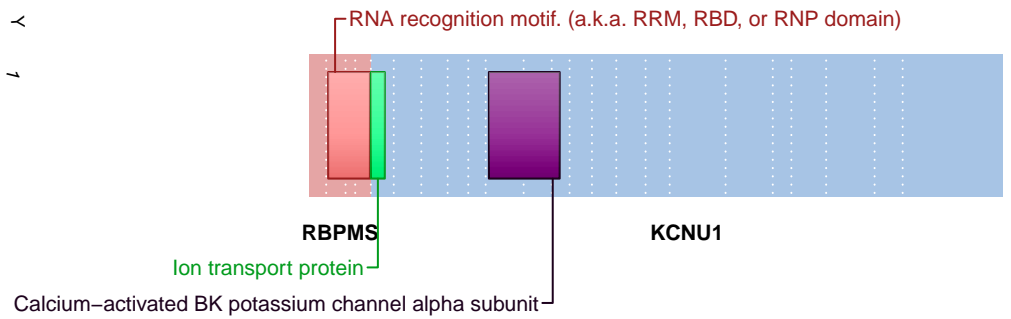 RNA recognition motif. (a.k.a. RRM, RBD, or RNP domain)
Y
1
RBPMS
KCNU1
Ion transport protein
Calcium−activated BK potassium channel alpha subunit